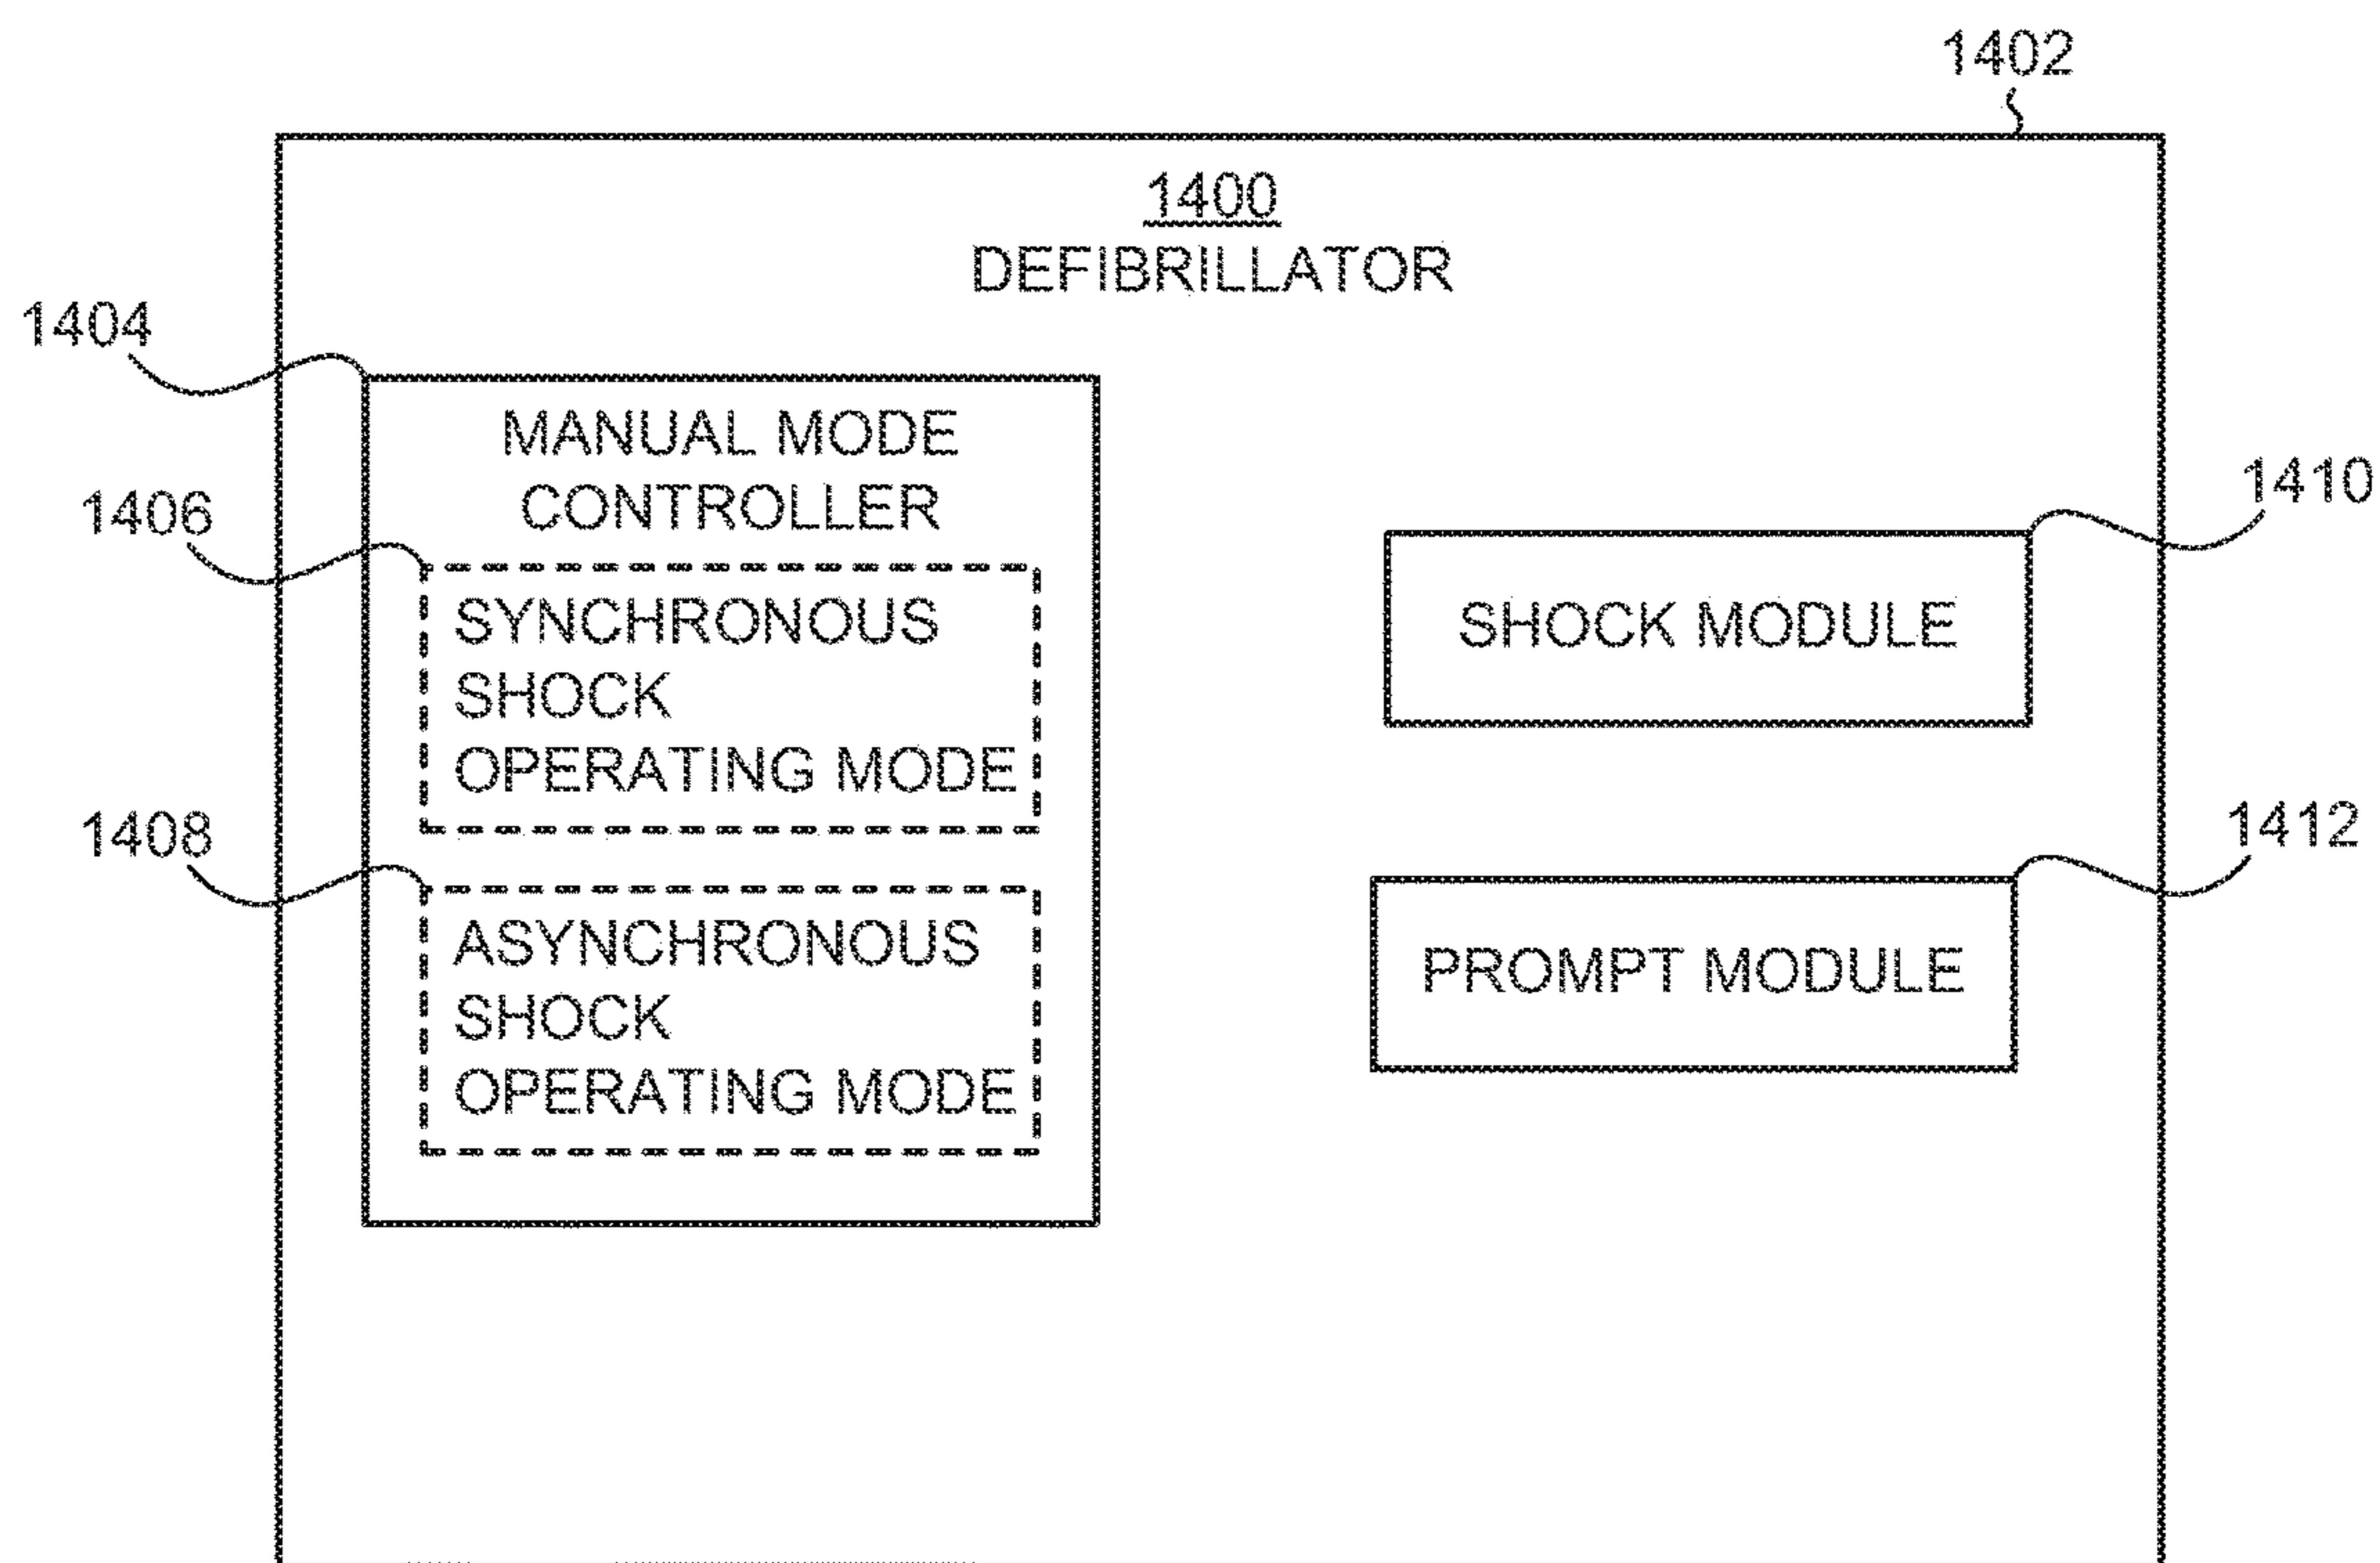 1402
1400
DEFIBRILLATOR
1404
MANUAL MODE
CONTROLLER
1406
SYNCHRONOUS
SHOCK
OPERATING MODE
1408
ASYNCHRONOUS
SHOCK
OPERATING MODE
1410
SHOCK MODULE
1412
PROMPT MODULE